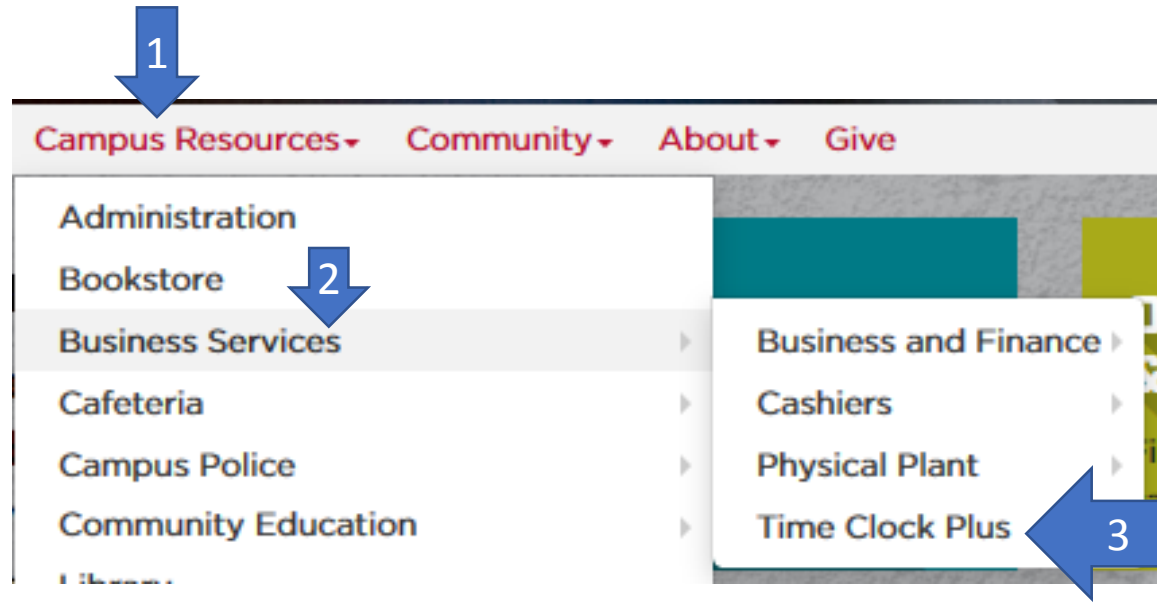 1
Campus Resources Community About Give
Administration
Bookstore
2
Business Services
Cafeteria
Campus Police
Community Education
Library
Business and Finance
Cashiers
Physical Plant
Time Clock Plus
3